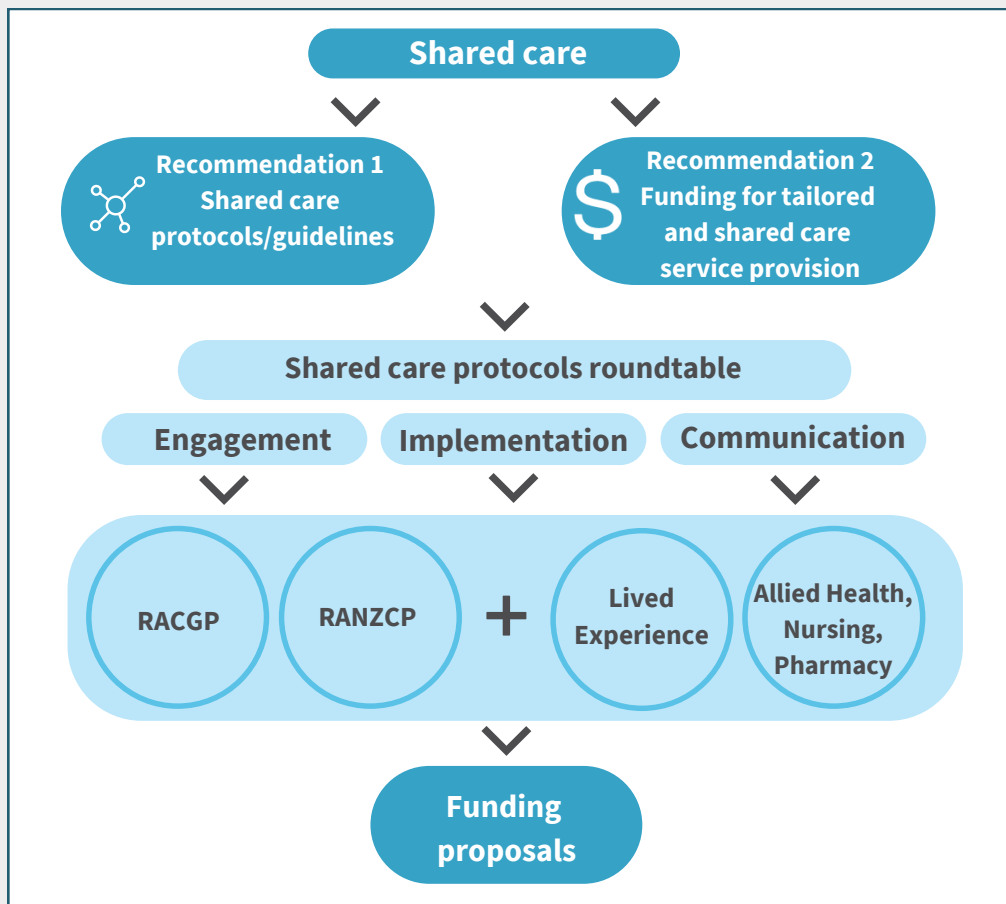 Shared care
Recommendation 1
Shared care
protocols/guidelines
$
Recommendation 2
Funding for tailored
and shared care
service provision
Shared care protocols roundtable
Engagement
Implementation
Communication
RACGP
RANZCP
+
Lived
Experience
Allied Health,
Nursing,
Pharmacy
Funding
proposals